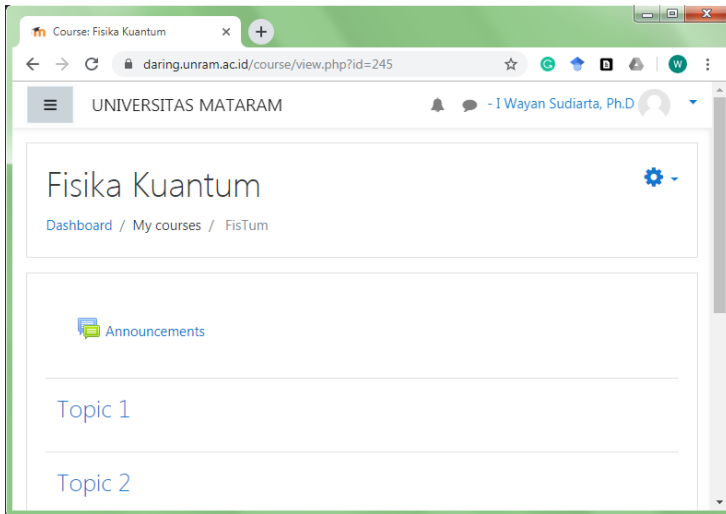 Course: Fisika Kuantum
daring.unram.ac.id/course/view.php?id=245
W
UNIVERSITAS MATARAM
- I Wayan Sudiarta, Ph.D
Fisika Kuantum
Dashboard / My courses / FisTum
Announcements
Topic 1
Topic 2